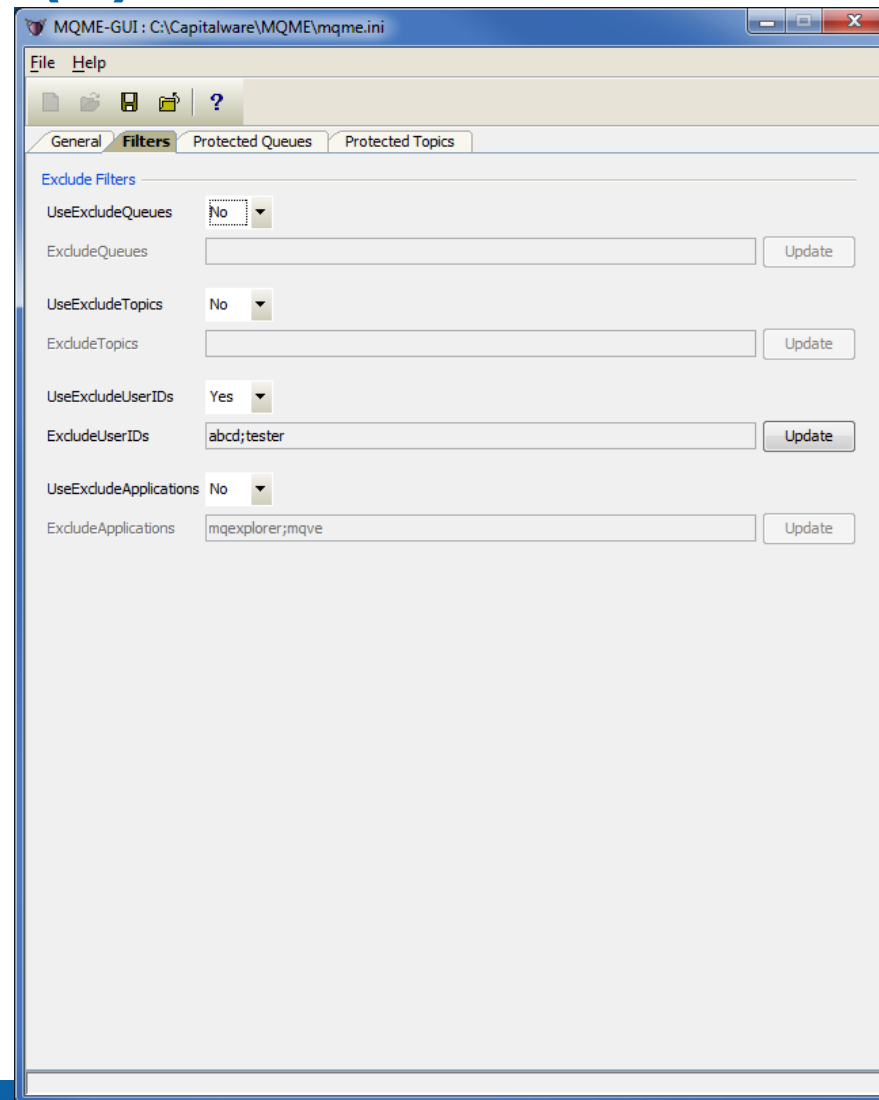 MQME-GUI : C:\Capitalware\MQME\mqme.ini
File Help
?
General Filters Protected Queues Protected Topics
Exclude Filters
UseExcludeQueues No
ExcludeQueues Update
UseExcludeTopics No
ExcludeTopics Update
UseExcludeUserIDs Yes
ExcludeUserIDs abcd;tester Update
UseExcludeApplications No
ExcludeApplications mqexplorer;mqve Update